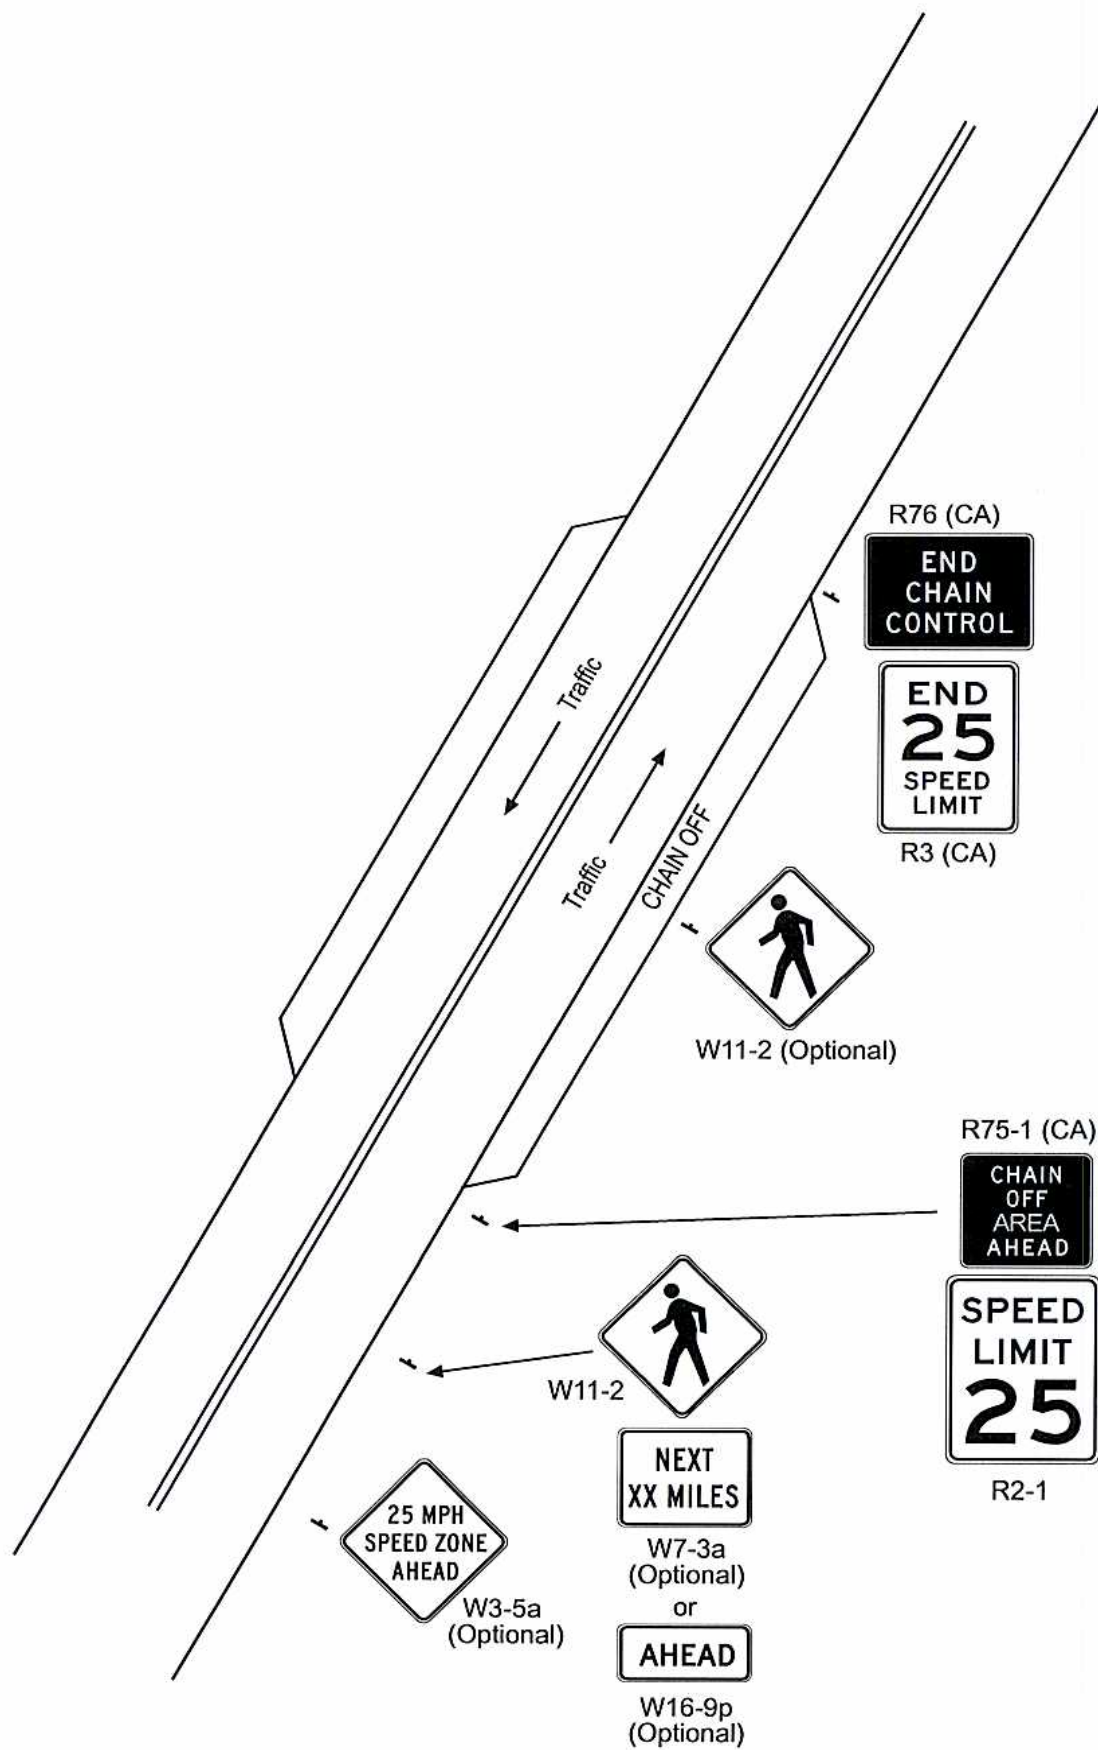 R76 (CA)
END
CHAIN
CONTROL
END
25
SPEED
LIMIT
R3 (CA)
Traffic
Traffic
CHAIN OFF
W11-2 (Optional)
R75-1 (CA)
CHAIN
OFF
AREA
AHEAD
SPEED
LIMIT
25
R2-1
W11-2
NEXT
XX MILES
W7-3a
(Optional)
or
AHEAD
W16-9p
(Optional)
25 MPH
SPEED ZONE
AHEAD
W3-5a
(Optional)